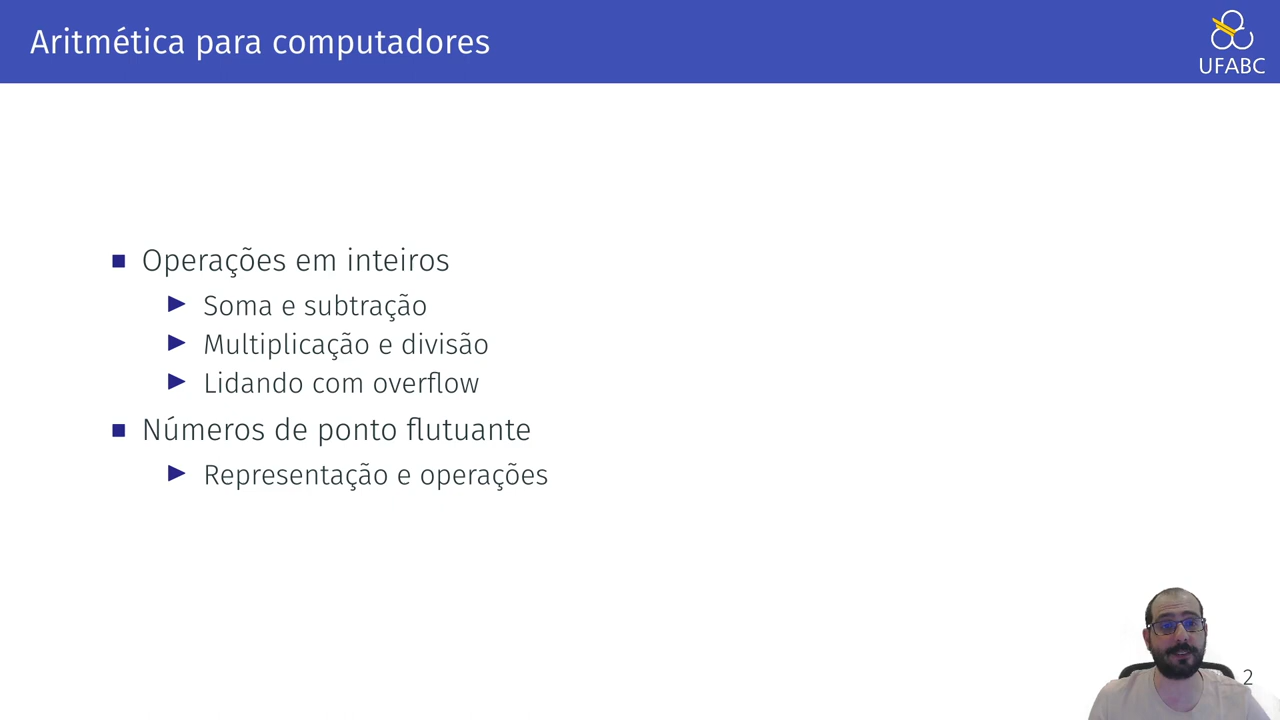 Aritmética para computadores
UFABC
Operações em inteiros
Soma e subtração
Multiplicação e divisão
Lidando com overflow
Números de ponto flutuante
Representação e operações
2